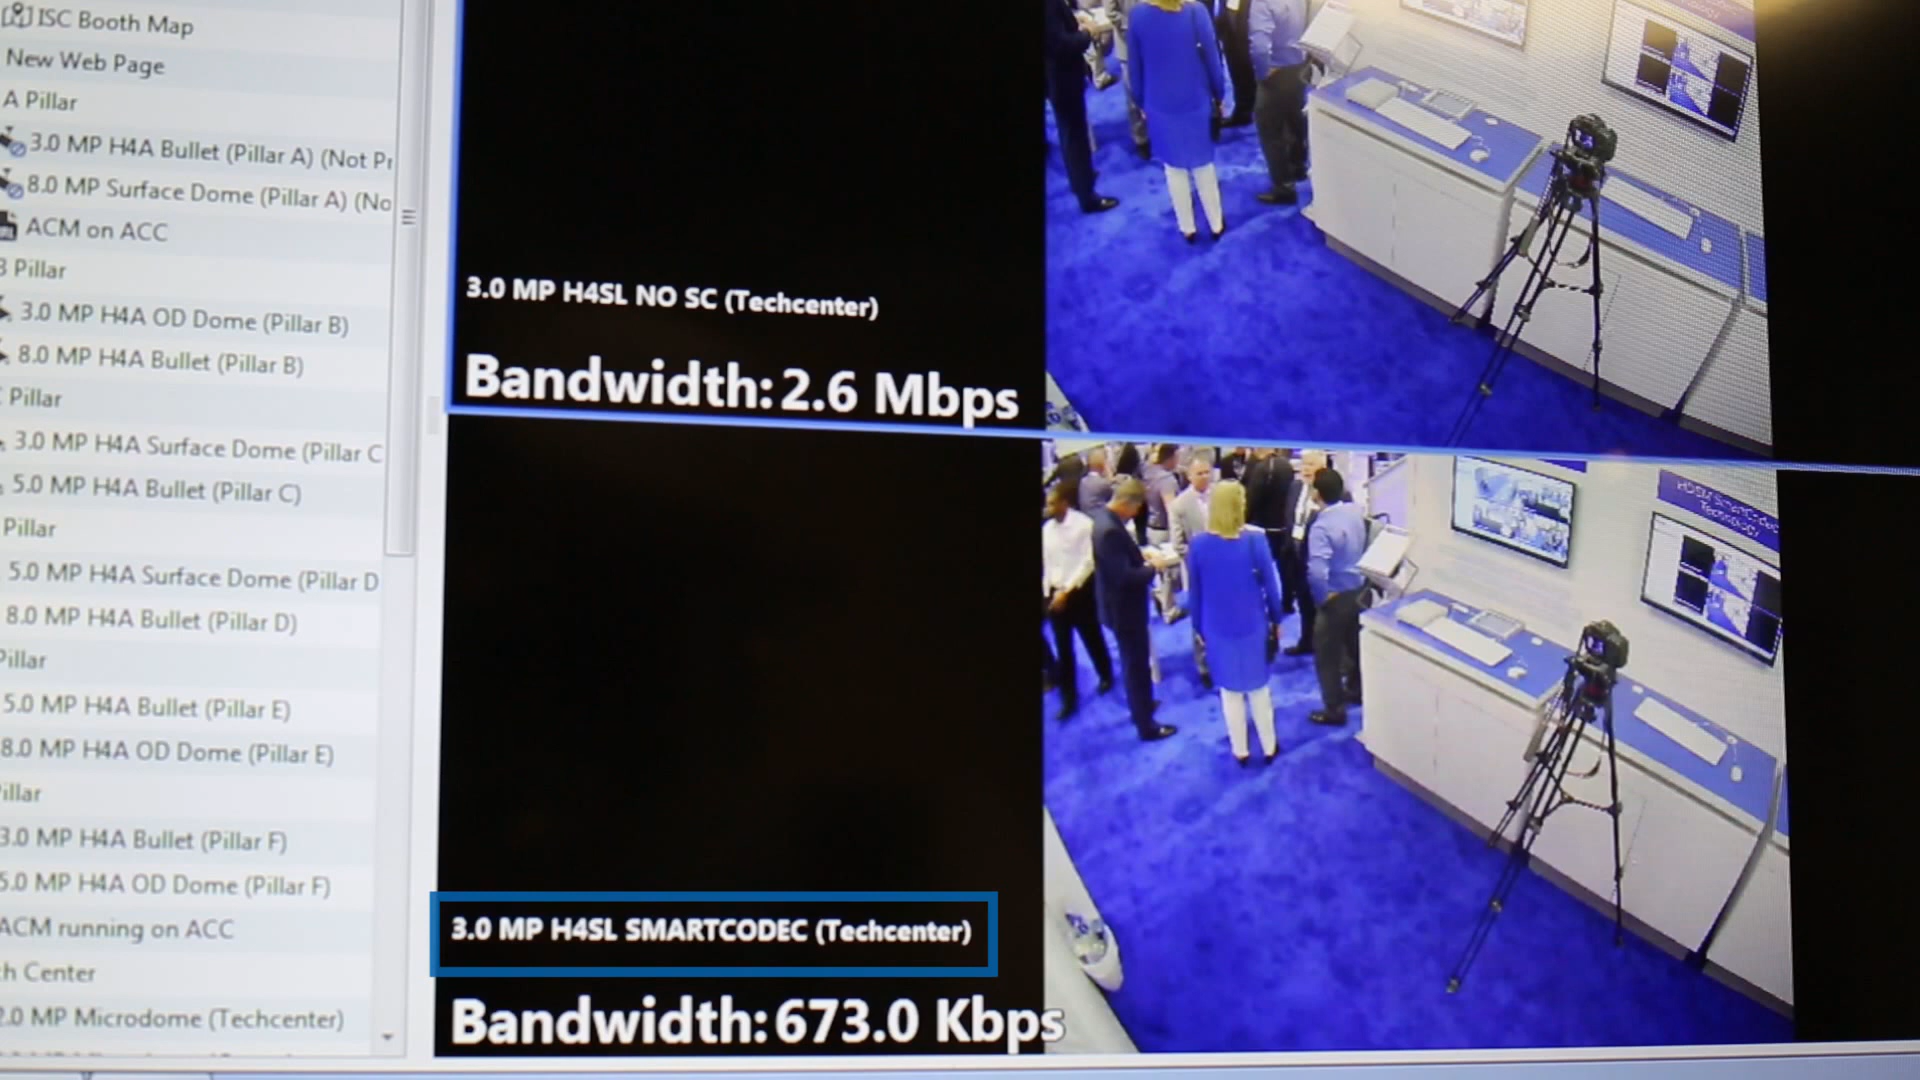 ISC Booth Map
New Web Page
A Pillar
3.0 MP H4A Bullet (Pillar A) (Not Pr
8.0 MP Surface Dome (Pillar A) (No
ACM on ACC
B Pillar
3.0 MP H4A OD Dome (Pillar B)
8.0 MP H4A Bullet (Pillar B)
Pillar
3.0 MP H4A Surface Dome (Pillar C
5.0 MP H4A Bullet (Pillar C)
Pillar
5.0 MP H4A Surface Dome (Pillar D
8.0 MP H4A Bullet (Pillar D)
Pillar
5.0 MP H4A Bullet (Pillar E)
8.0 MP H4A OD Dome (Pillar E)
illar
3.0 MP H4A Bullet (Pillar F)
5.0 MP H4A OD Dome (Pillar F)
ACM running on ACC
h Center
2.0 MP Microdome (Techcenter)
3.0 MP H4SL NO SC (Techcenter)
Bandwidth: 2.6 Mbps
3.0 MP H4SL SMARTCODEC (Techcenter)
Bandwidth: 673.0 Kbps
Technology